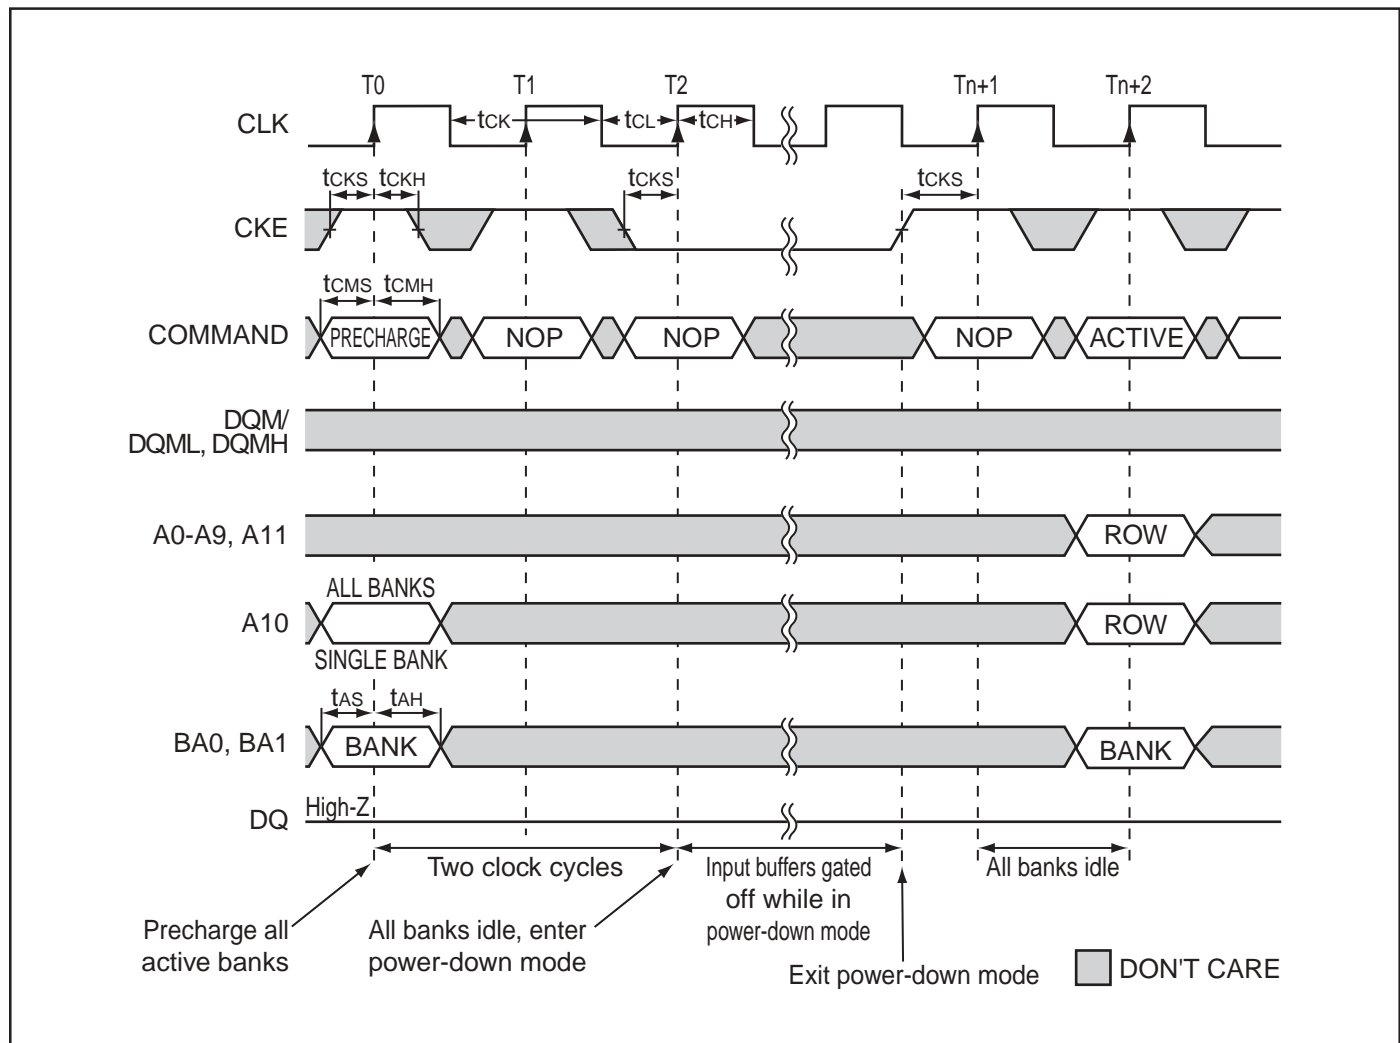 T0 T1 T2 Tn+1 Tn+2
CLK tCK tCL tCH
tCKS tCKH tCKS tCKS
CKE
tCMS tCMH
COMMAND PRECHARGE NOP NOP NOP ACTIVE
DQM/
DQML, DQMH
A0-A9, A11 ROW
ALL BANKS
A10 ROW
SINGLE BANK
tAS tAH
BA0, BA1 BANK BANK
DQ High-Z
Two clock cycles
Input buffers gated
off while in
power-down mode
All banks idle
Precharge all
active banks
All banks idle, enter
power-down mode
Exit power-down mode
DON'T CARE